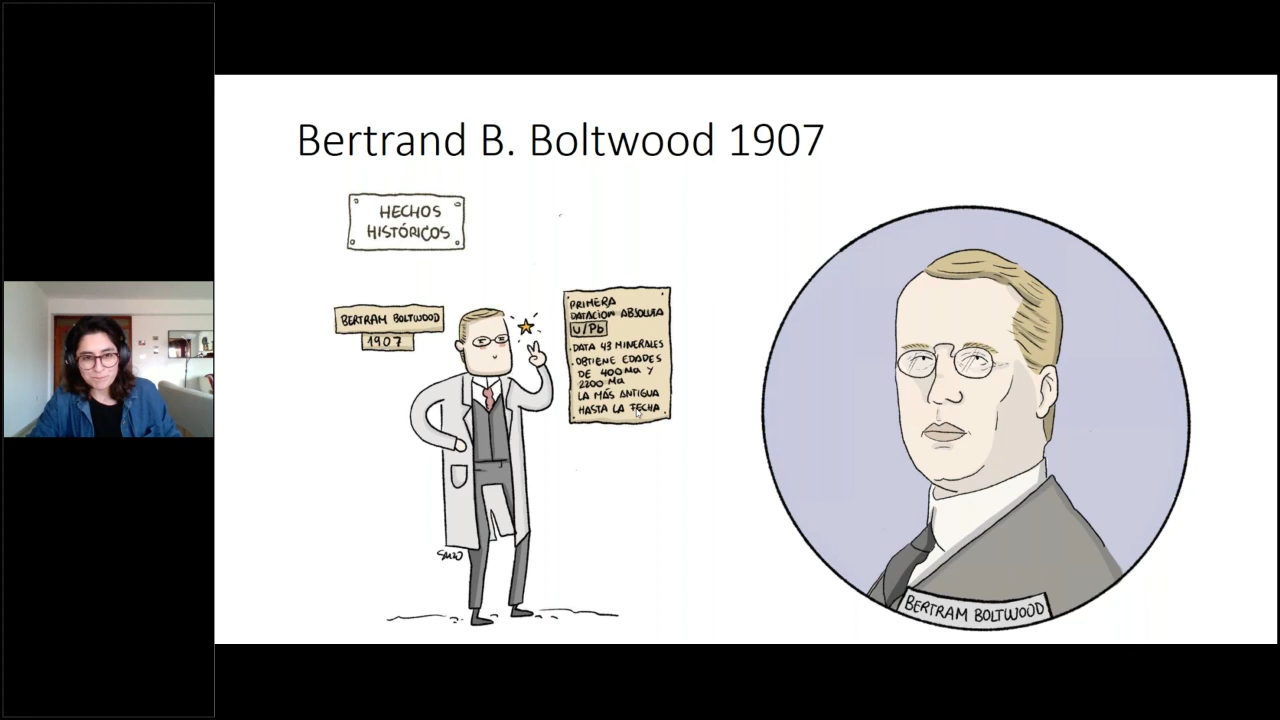 Bertrand B. Boltwood 1907
HECHOS
HISTÓRICOS
BERTRAM BOLTWOOD
1907
PRIMERA
DATACION ABSOLUTA
U/Pb
. DATA 43 MINERALES
. OBTIENE EDADES
DE 400 Ma Y
2200 Ma
LA MÁS ANTIGUA
HASTA LA FECHA.
BERTRAM BOLTWOOD